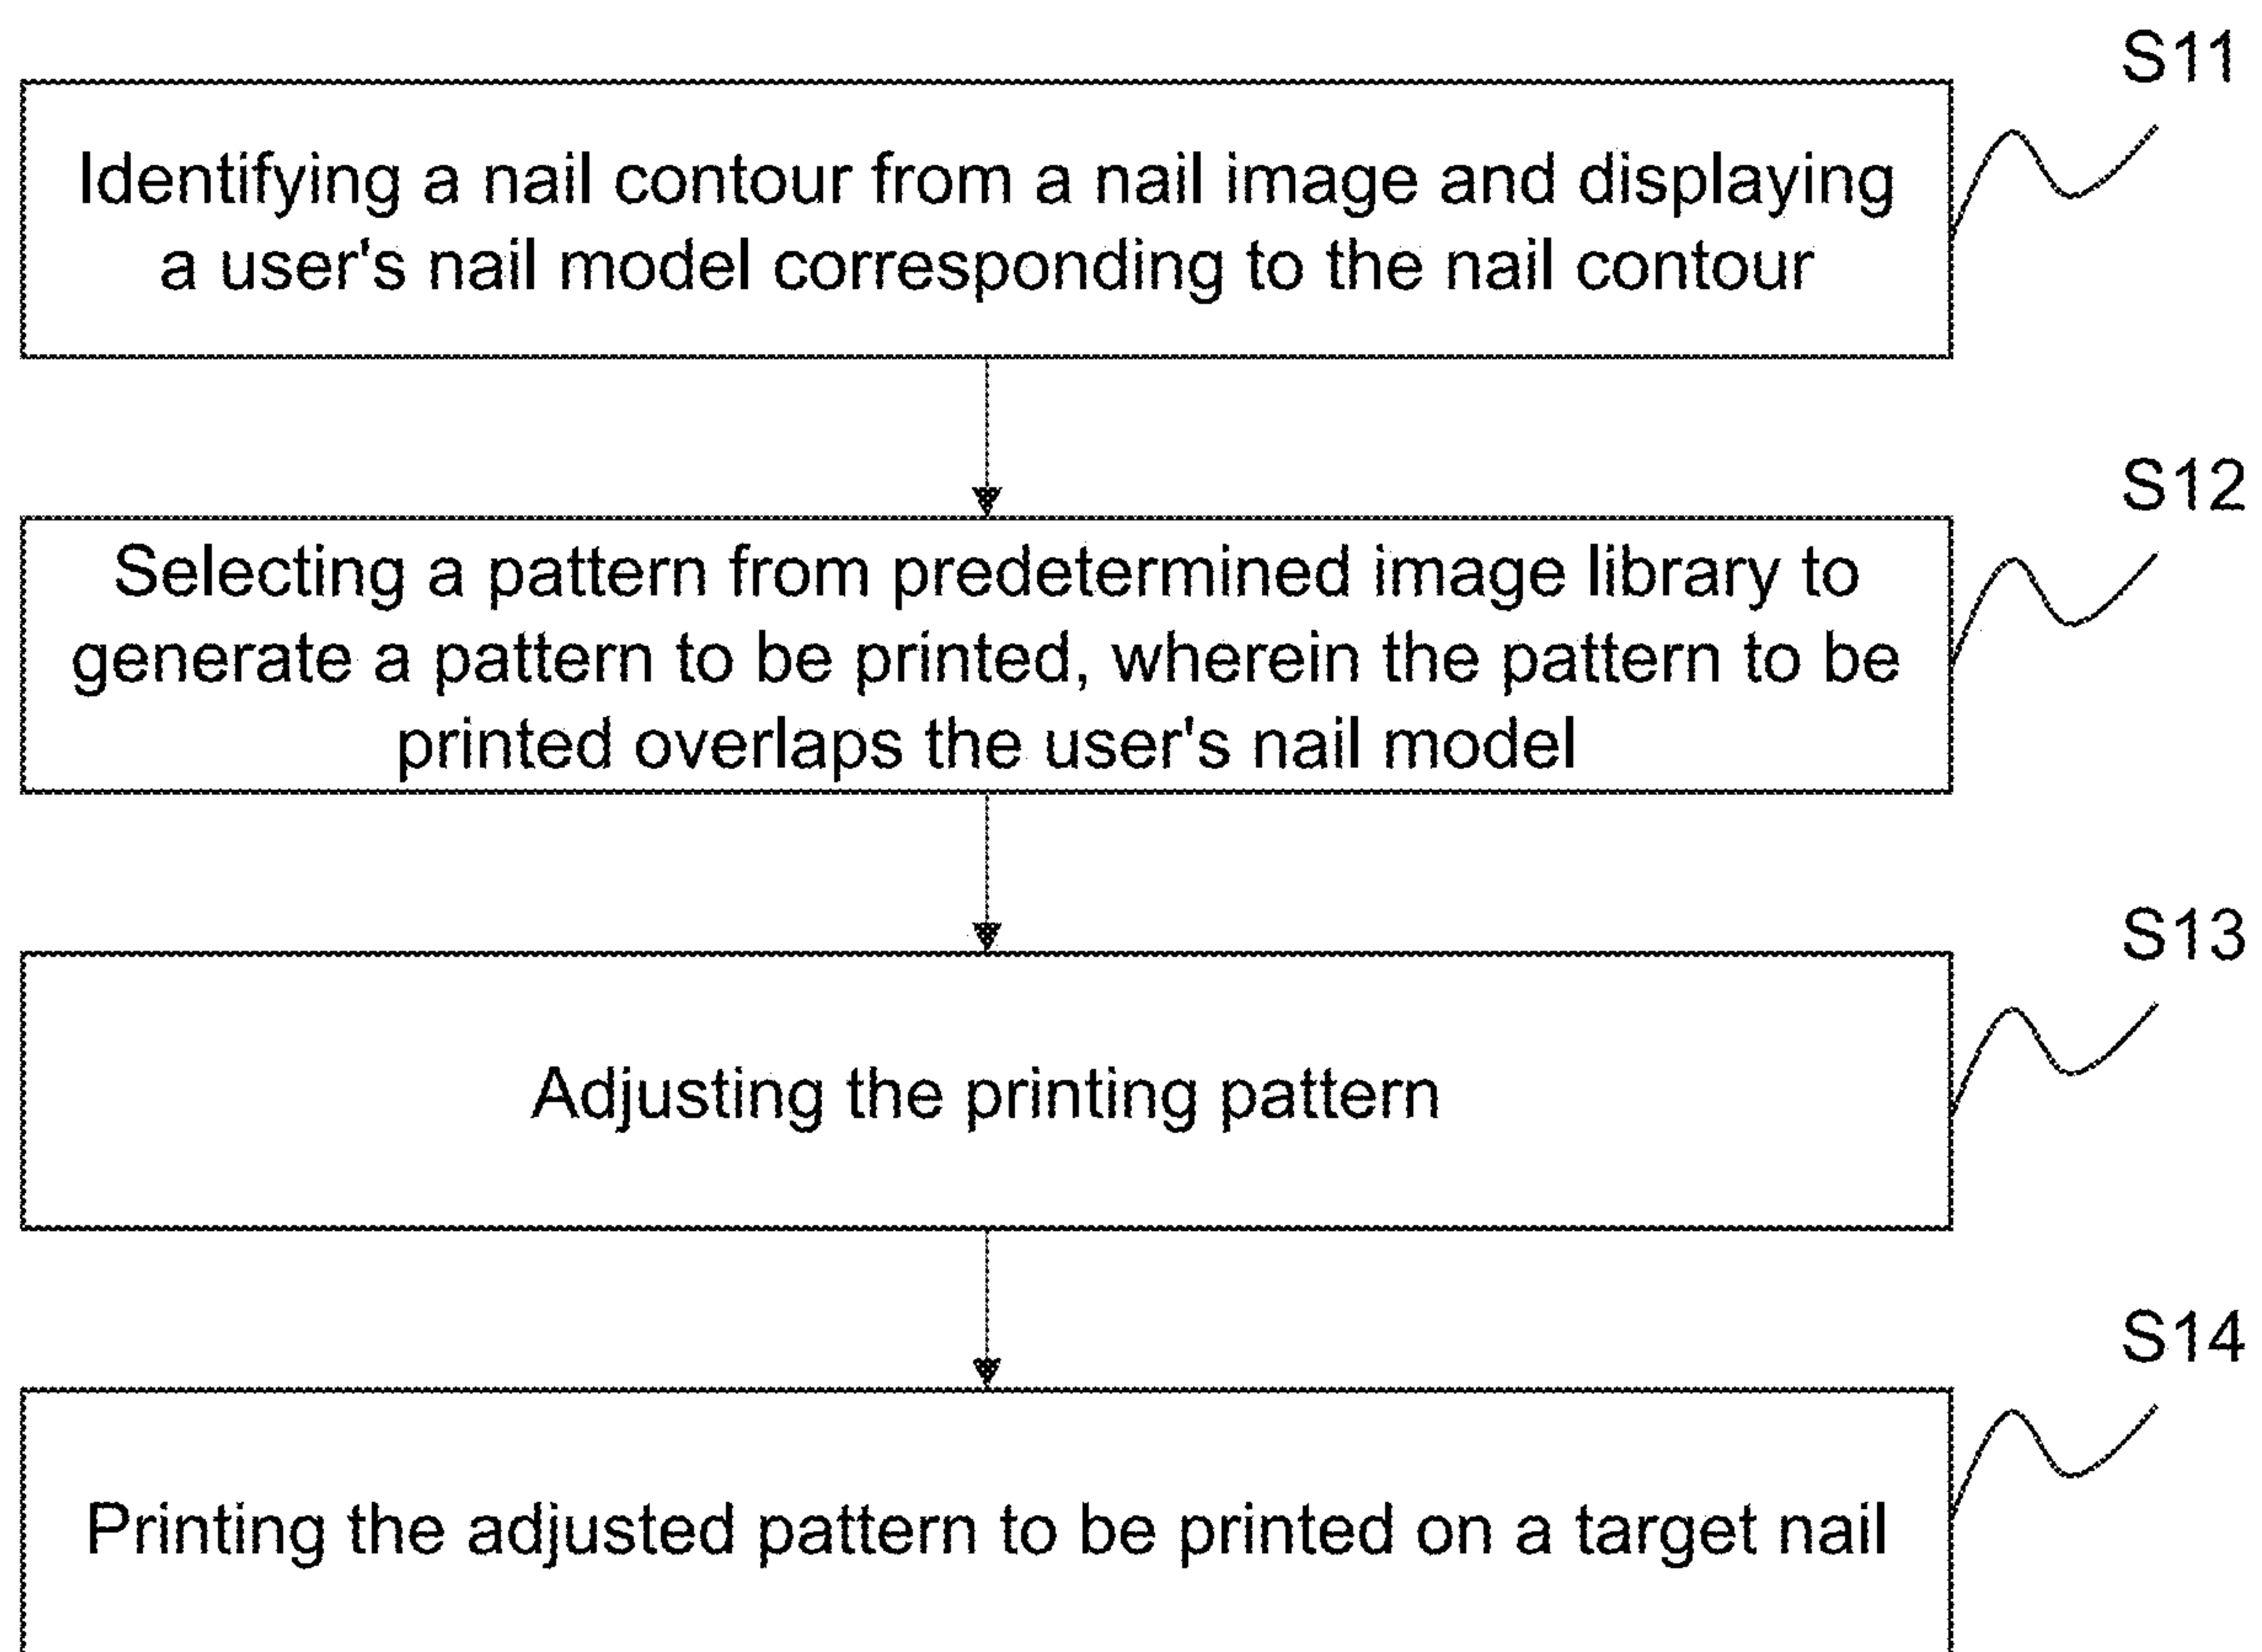 S11
Identifying a nail contour from a nail image and displaying
a user's nail model corresponding to the nail contour
S12
Selecting a pattern from predetermined image library to
generate a pattern to be printed, wherein the pattern to be
printed overlaps the user's nail model
S13
Adjusting the printing pattern
S14
Printing the adjusted pattern to be printed on a target nail